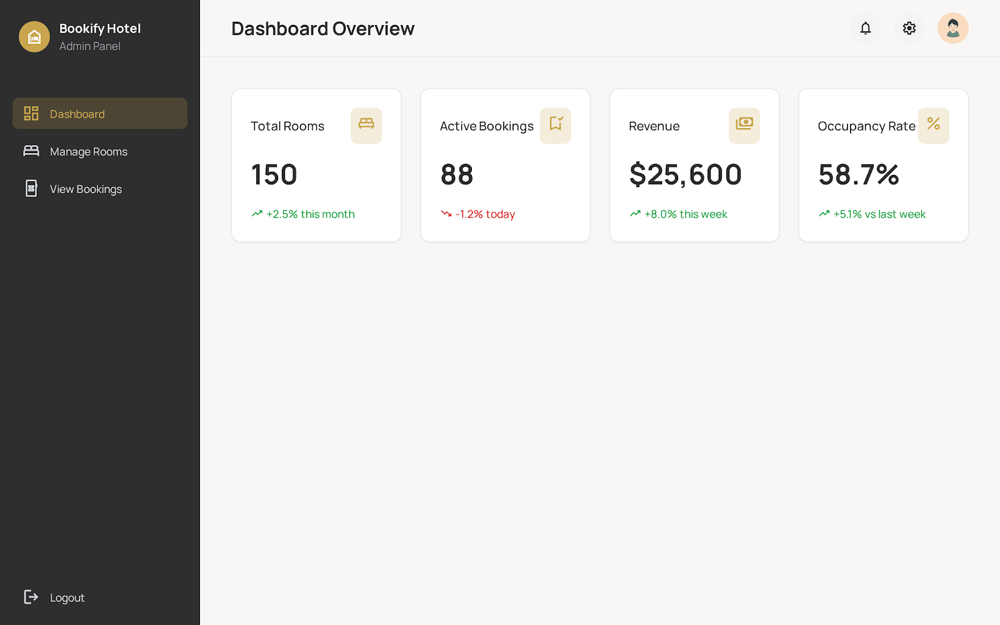 Bookify Hotel
Admin Panel
Dashboard
Manage Rooms
View Bookings
Logout
Dashboard Overview
Total Rooms
150
+2.5% this month
Active Bookings
88
-1.2% today
Revenue
$25,600
+8.0% this week
Occupancy Rate
%
58.7%
+5.1% vs last week